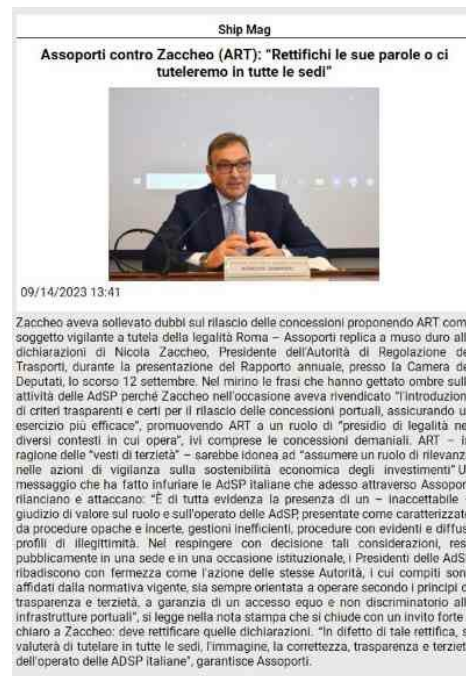 Ship Mag
Assoporti contro Zaccheo (ART): "Rettifichi le sue parole o ci
tuteleremo in tutte le sedi"
09/14/2023 13:41
Zaccheo aveva sollevato dubbi sul rilascio delle concessioni proponendo ART com
soggetto vigilante a tutela della legalità Roma – Assoporti replica a muso duro all
dichiarazioni di Nicola Zaccheo, Presidente dell'Autorità di Regolazione de
Trasporti, durante la presentazione del Rapporto annuale, presso la Camera de
Deputati, lo scorso 12 settembre. Nel mirino le frasi che hanno gettato ombre sull
attività delle AdSP perché Zaccheo nell'occasione aveva rivendicato "l'introduzion
di criteri trasparenti e certi per il rilascio delle concessioni portuali, assicurando u
esercizio più efficace", promuovendo ART a un ruolo di "presidio di legalità ne
diversi contesti in cui opera", ivi comprese le concessioni demaniali. ART – i
ragione delle "vesti di terzietà" – sarebbe idonea ad "assumere un ruolo di rilevanz
nelle azioni di vigilanza sulla sostenibilità economica degli investimenti" U
messaggio che ha fatto infuriare le AdSP italiane che adesso attraverso Assopor
rilanciano e attaccano: "È di tutta evidenza la presenza di un – inaccettabile
giudizio di valore sul ruolo e sull'operato delle AdSP, presentate come caratterizzat
da procedure opache e incerte, gestioni inefficienti, procedure con evidenti e diffus
profili di illegittimità. Nel respingere con decisione tali considerazioni, res
pubblicamente in una sede e in una occasione istituzionale, i Presidenti delle AdS
ribadiscono con fermezza come l'azione delle stesse Autorità, i cui compiti son
affidati dalla normativa vigente, sia sempre orientata a operare secondo i principi d
trasparenza e terzietà, a garanzia di un accesso equo e non discriminatorio all
infrastrutture portuali", si legge nella nota stampa che si chiude con un invito forte
chiaro a Zaccheo: deve rettificare quelle dichiarazioni. "In difetto di tale rettifica, s
valuterà di tutelare in tutte le sedi, l'immagine, la correttezza, trasparenza e terziet
dell'operato delle ADSP italiane", garantisce Assoporti.